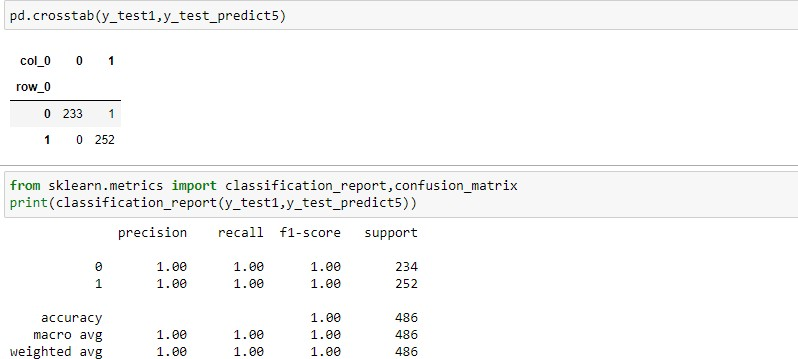 pd.crosstab(y_test1,y_test_predict5)
col_0 0 1
row_0
0 233 1
1 0 252
from sklearn.metrics import classification_report,confusion_matrix
print(classification_report(y_test1,y_test_predict5))
precision recall f1-score support
0 1.00 1.00 1.00 234
1 1.00 1.00 1.00 252
accuracy 1.00 486
macro avg 1.00 1.00 1.00 486
weighted avg 1.00 1.00 1.00 486